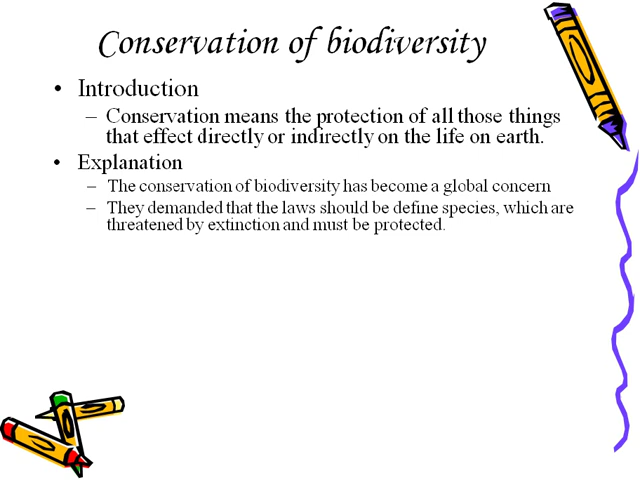 Conservation of biodiversity
• Introduction
– Conservation means the protection of all those things
that effect directly or indirectly on the life on earth.
• Explanation
– The conservation of biodiversity has become a global concern
– They demanded that the laws should be define species, which are
threatened by extinction and must be protected.